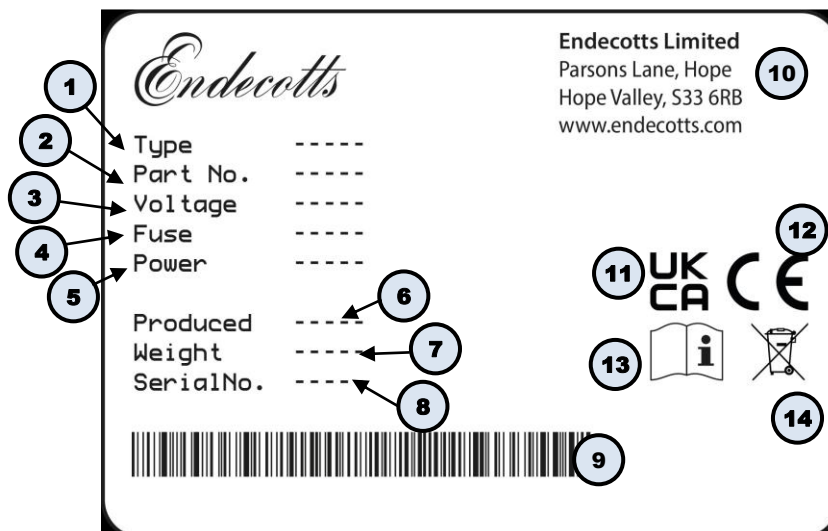 Endecotts
Endecotts Limited
Parsons Lane, Hope
Hope Valley, S33 6RB
www.endecotts.com
10
1
2
3
4
5
Type -----
Part No. -----
Voltage -----
Fuse -----
Power -----
6
7
8
Produced -----
Weight -----
SerialNo. -----
9
11
UK
CA
12
CE
13
i
14